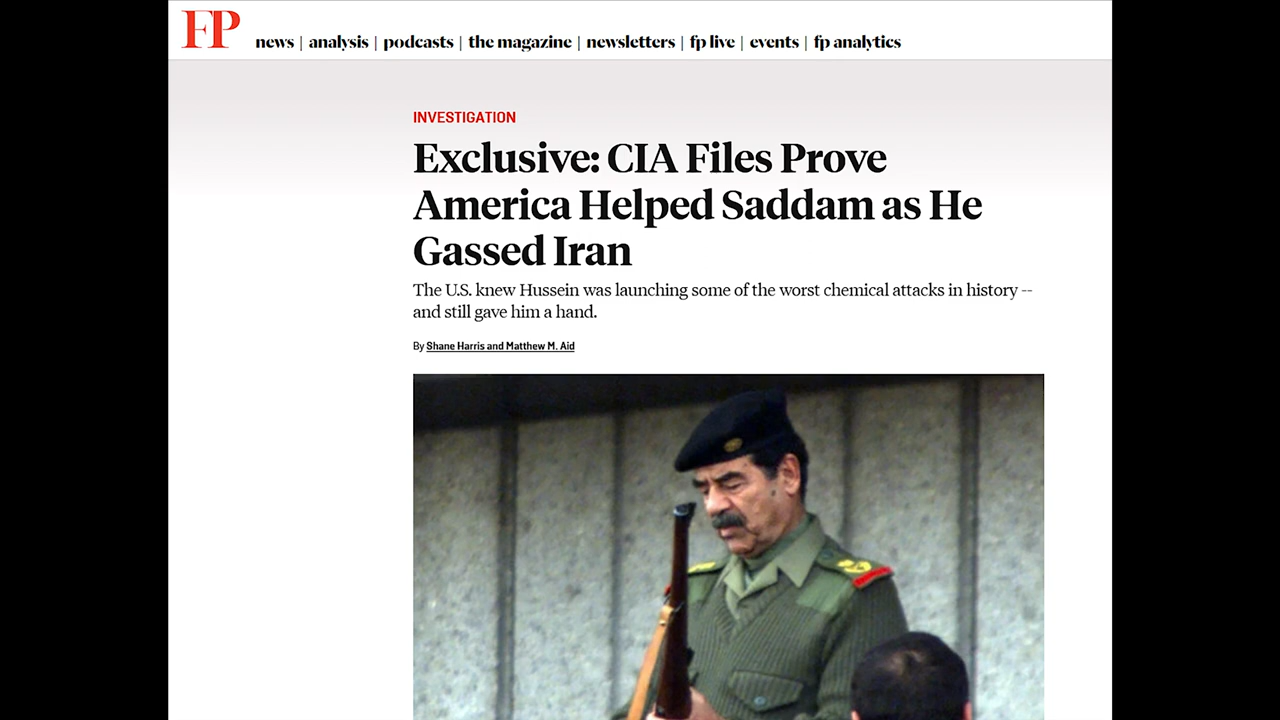 FP
news | analysis | podcasts | the magazine | newsletters | fp live | events | fp analytics
INVESTIGATION
Exclusive: CIA Files Prove
America Helped Saddam as He
Gassed Iran
The U.S. knew Hussein was launching some of the worst chemical attacks in history --
and still gave him a hand.
By Shane Harris and Matthew M. Aid